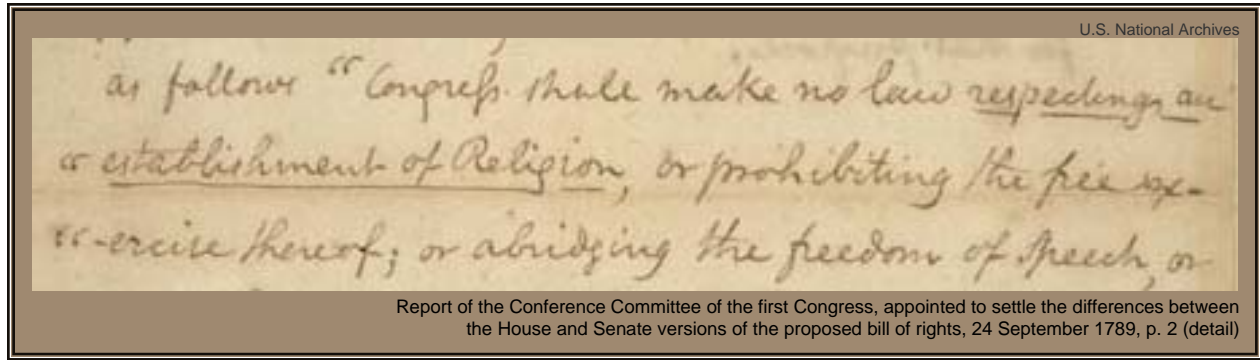 U.S. National Archives
as follows “Congress shall make no law respecting an
“ establishment of Religion, or prohibiting the free ex-
“-ercise thereof; or abridging the freedom of Speech, or
Report of the Conference Committee of the first Congress, appointed to settle the differences between
the House and Senate versions of the proposed bill of rights, 24 September 1789, p. 2 (detail)